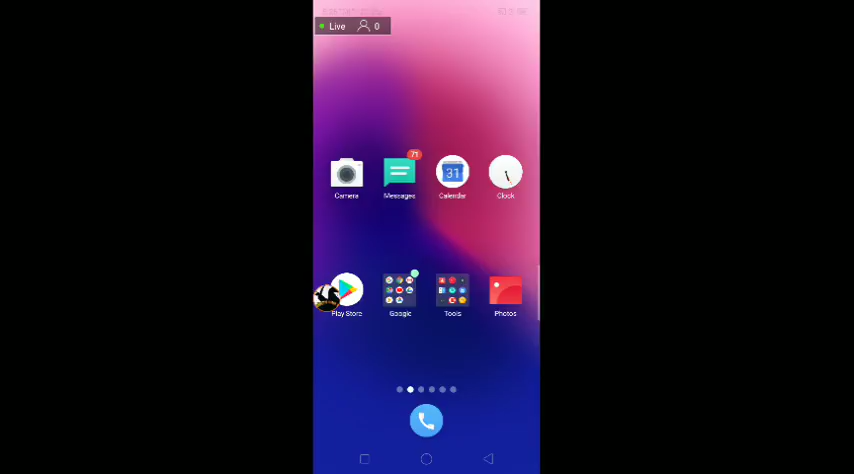 Live 0
71
31
Camera Messages Calendar Clock
Play Store Google Tools Photos